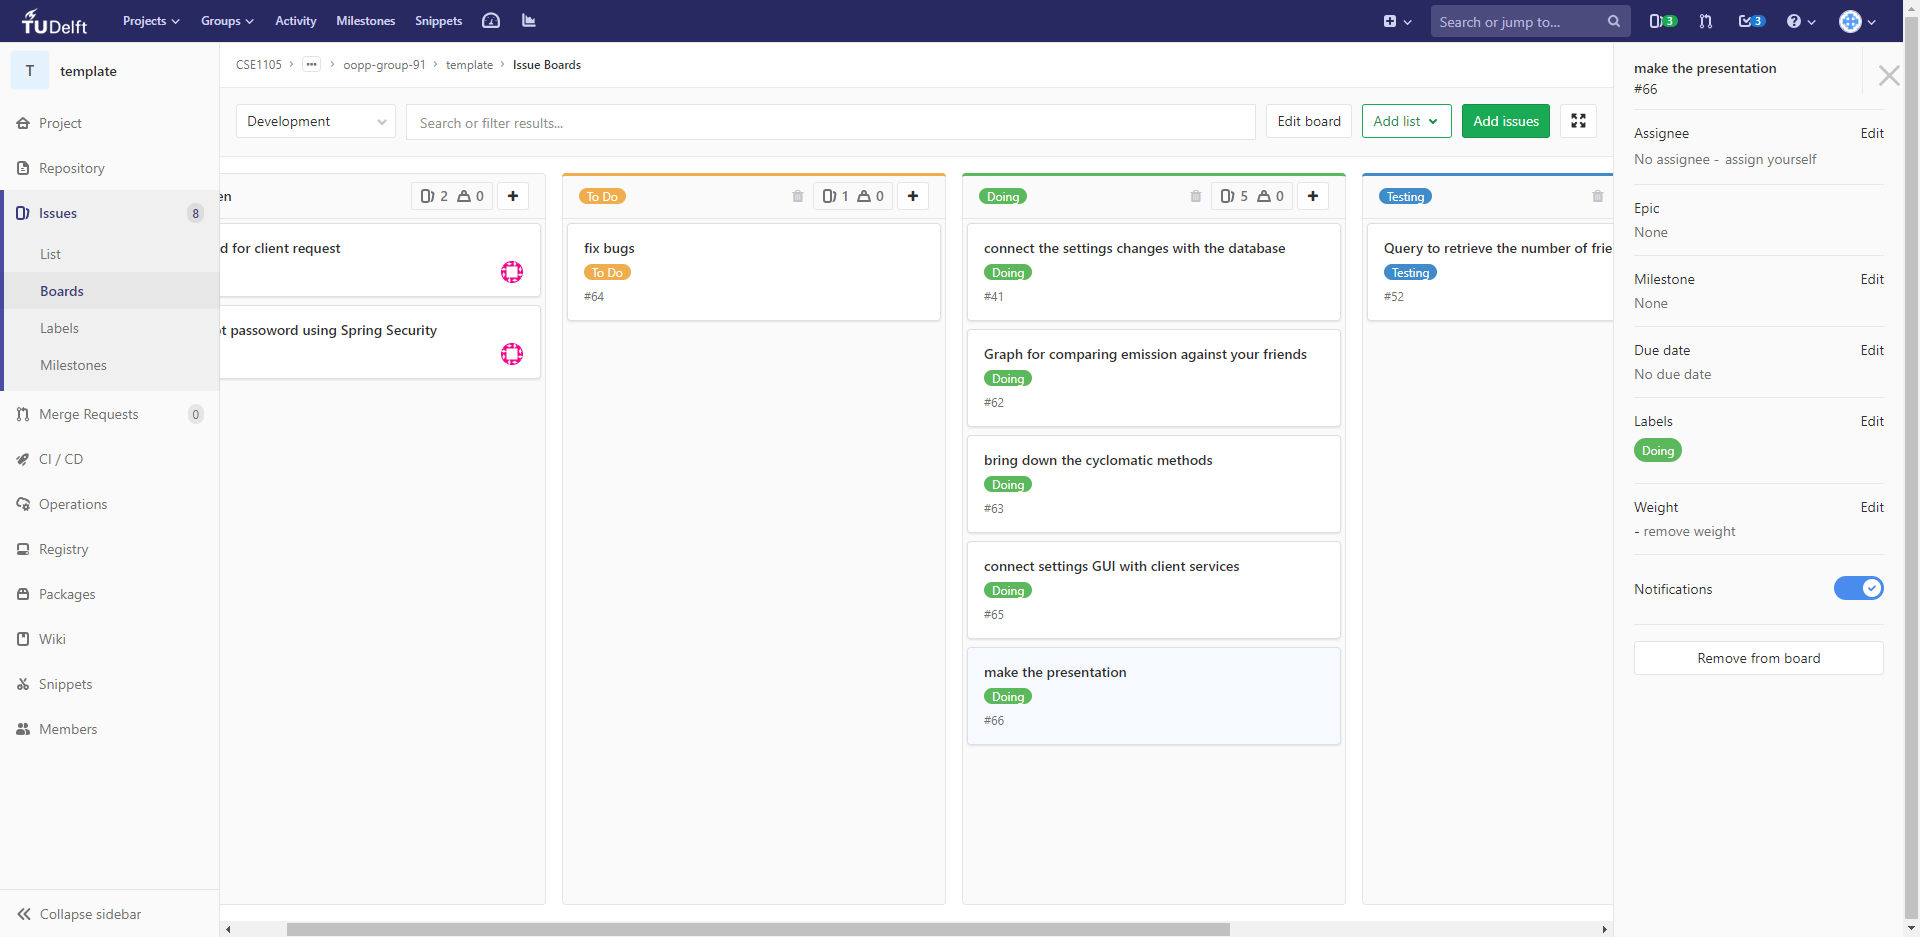 TUDelft Projects Groups Activity Milestones Snippets Search or jump to... 3 3
T template
Project
Repository
Issues 8
List
Boards
Labels
Milestones
Merge Requests 0
CI / CD
Operations
Registry
Packages
Wiki
Snippets
Members
Collapse sidebar
CSE1105 > ... > oopp-group-91 > template > Issue Boards
Development Search or filter results... Edit board Add list Add issues
en 2 0 +
d for client request
t passoword using Spring Security
To Do 1 0 +
fix bugs
To Do
#64
Doing 5 0 +
connect the settings changes with the database
Doing
#41
Graph for comparing emission against your friends
Doing
#62
bring down the cyclomatic methods
Doing
#63
connect settings GUI with client services
Doing
#65
make the presentation
Doing
#66
Testing
Query to retrieve the number of frie
Testing
#52
make the presentation
#66
Assignee Edit
No assignee - assign yourself
Epic
None
Milestone Edit
None
Due date Edit
No due date
Labels Edit
Doing
Weight Edit
- remove weight
Notifications
Remove from board